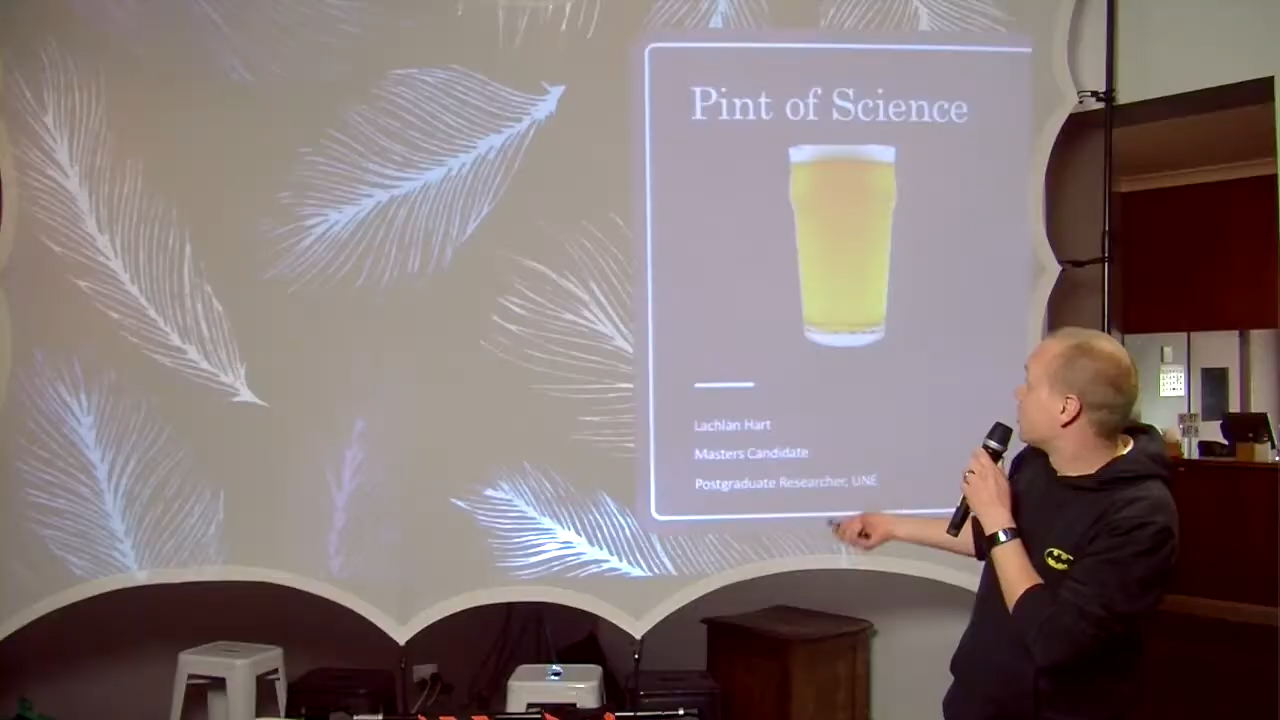 Pint of Science
Lachlan Hart
Masters Candidate
Postgraduate Researcher, UNE